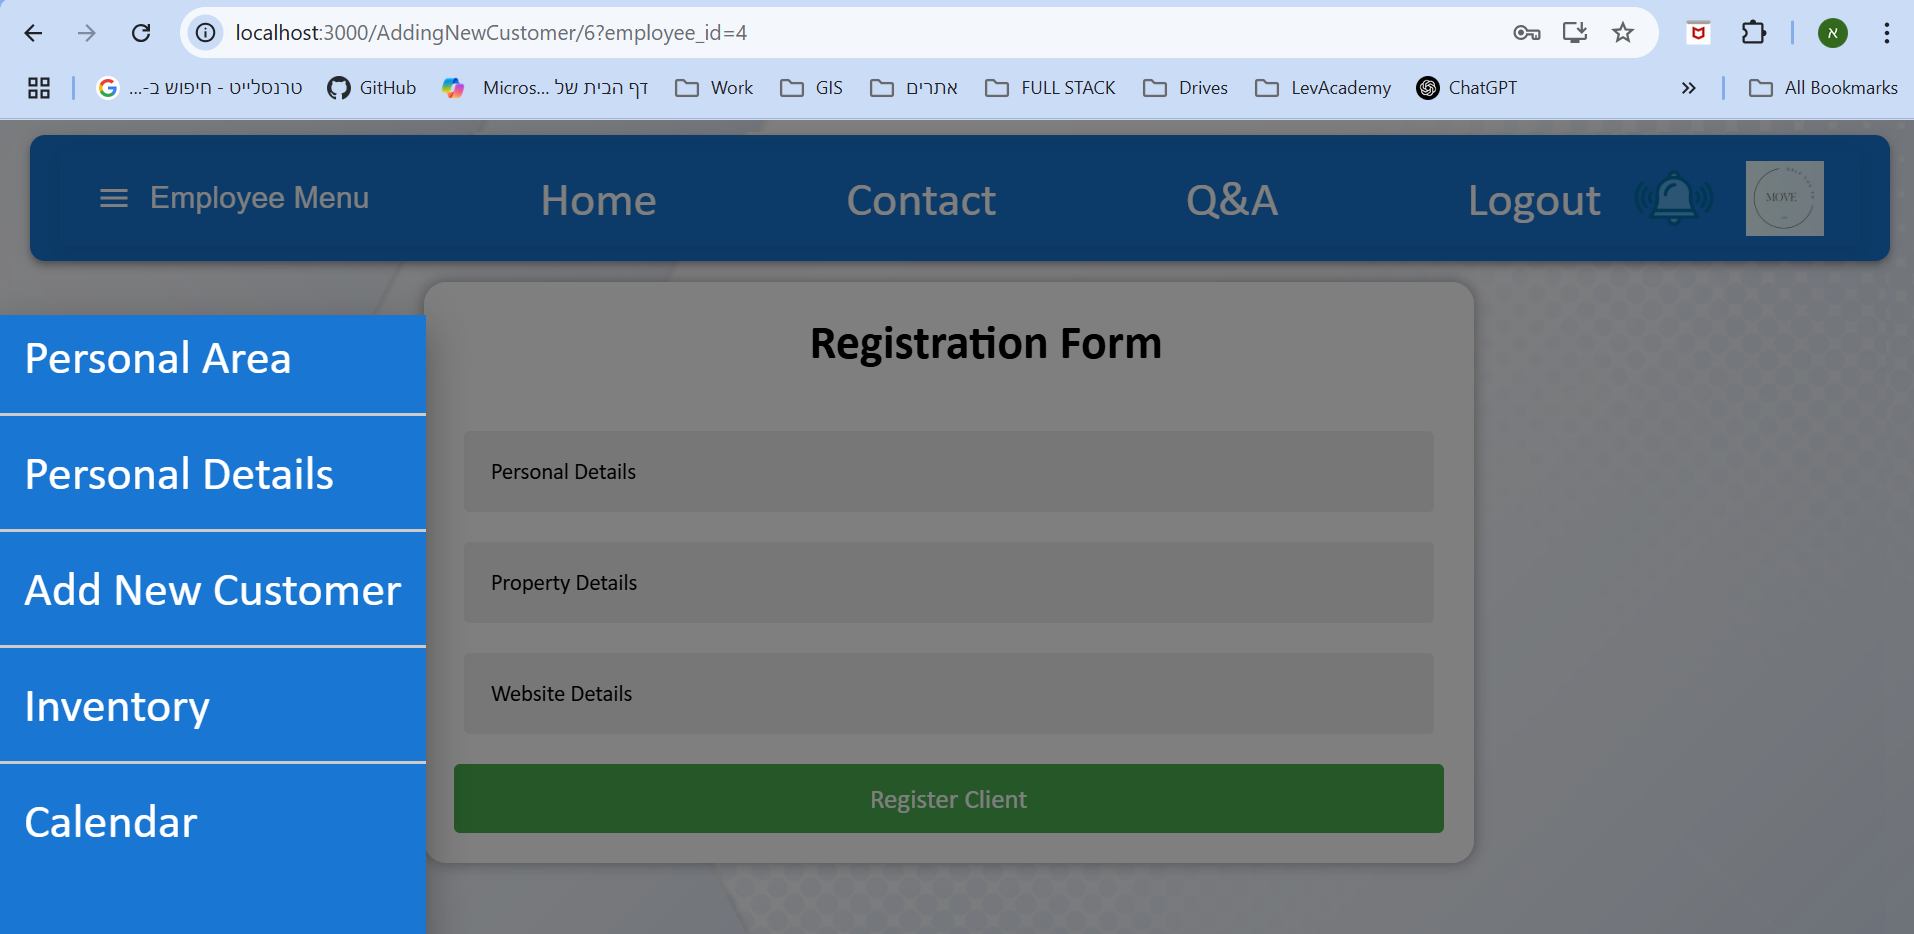 localhost:3000/AddingNewCustomer/6?employee_id=4
א
טרנסלייט - חיפוש ב-...
GitHub
דף הבית של ...Micros
Work
GIS
אתרים
FULL STACK
Drives
LevAcademy
ChatGPT
All Bookmarks
Employee Menu
Home
Contact
Q&A
Logout
MOVE
Registration Form
Personal Area
Personal Details
Add New Customer
Inventory
Calendar
Personal Details
Property Details
Website Details
Register Client